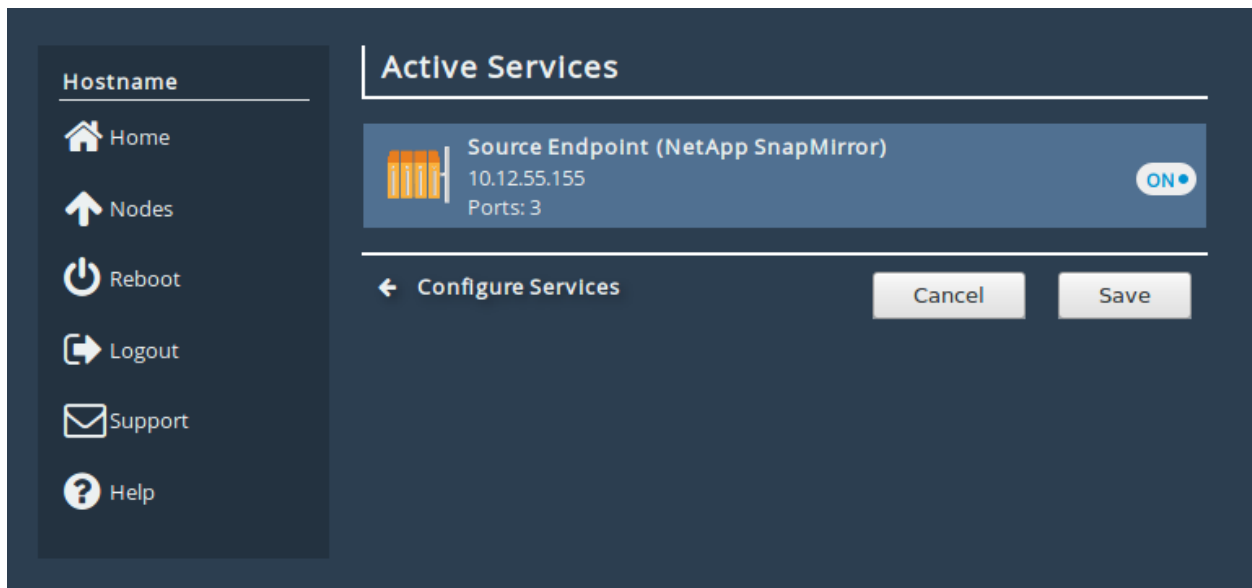 Hostname
Home
Nodes
Reboot
Logout
Support
Help
Active Services
Source Endpoint (NetApp SnapMirror)
10.12.55.155
Ports: 3
ON
Configure Services
Cancel
Save